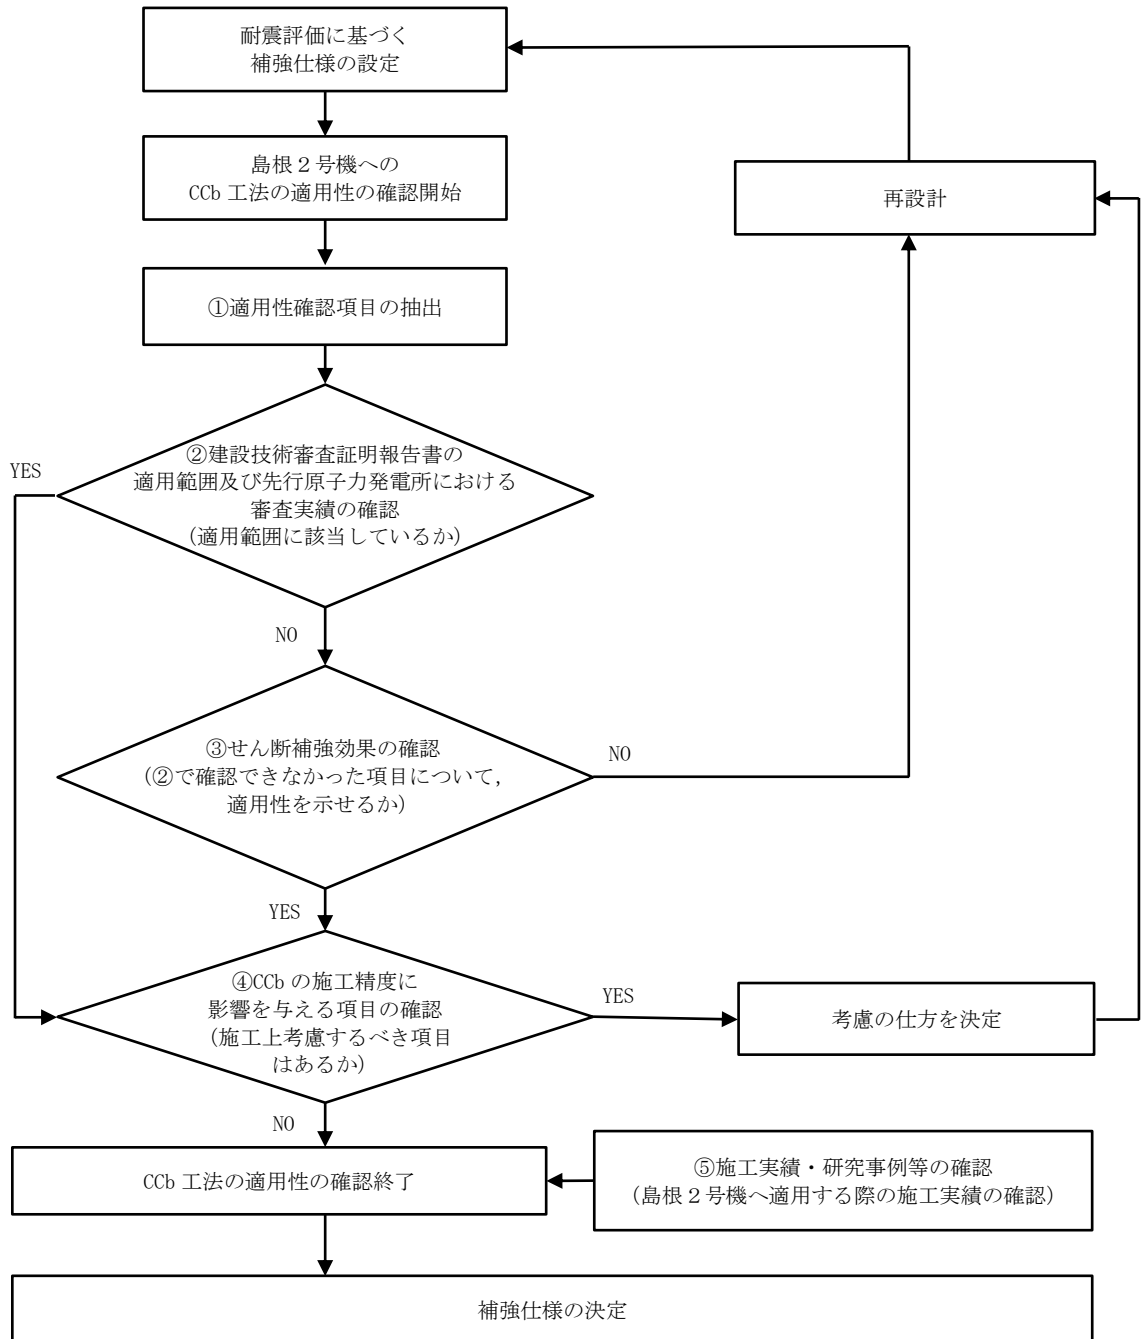 耐震評価に基づく
補強仕様の設定
島根２号機への
CCb 工法の適用性の確認開始
再設計
①適用性確認項目の抽出
②建設技術審査証明報告書の
適用範囲及び先行原子力発電所における
審査実績の確認
（適用範囲に該当しているか）
YES
NO
③せん断補強効果の確認
（②で確認できなかった項目について，
適用性を示せるか）
NO
YES
④CCb の施工精度に
影響を与える項目の確認
（施工上考慮するべき項目
はあるか）
YES
考慮の仕方を決定
NO
CCb 工法の適用性の確認終了
⑤施工実績・研究事例等の確認
（島根２号機へ適用する際の施工実績の確認）
補強仕様の決定